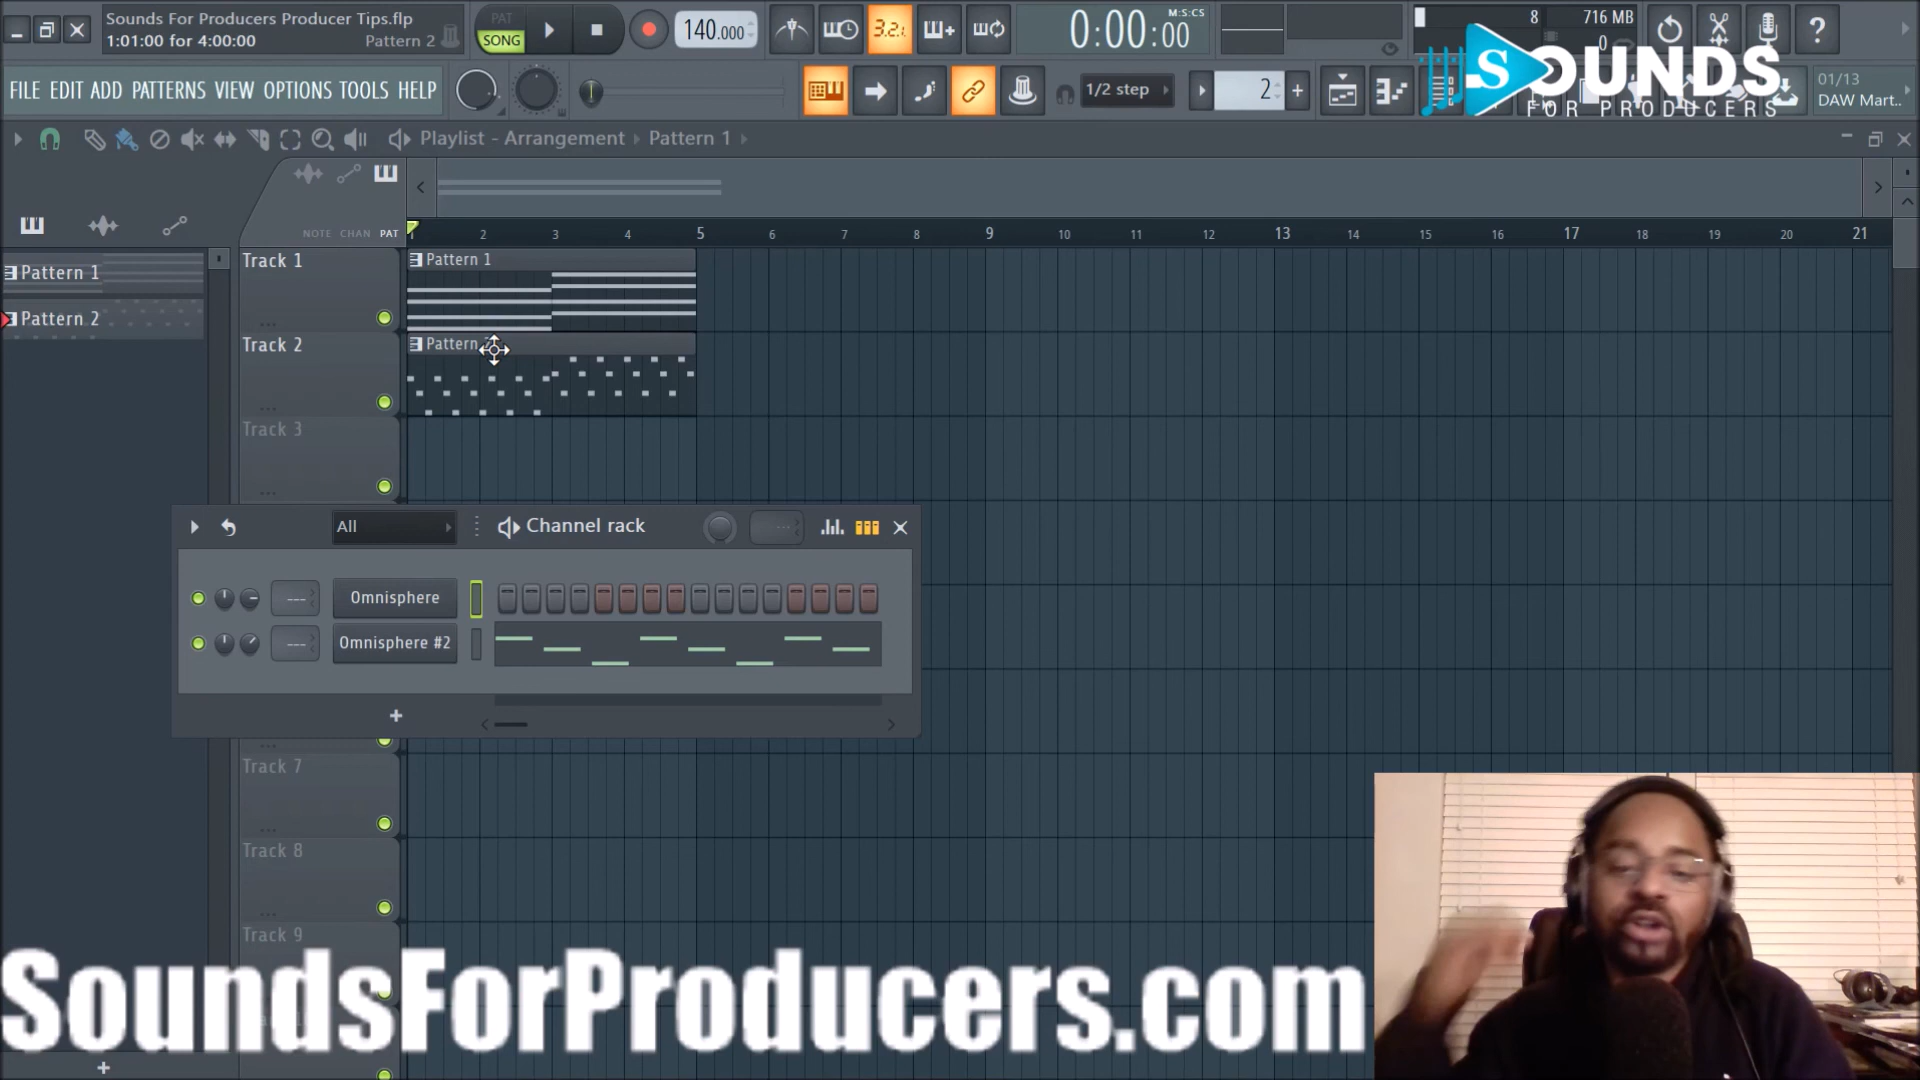 Sounds For Producers Producer Tips.flp
1:01:00 for 4:00:00
Pattern 2
PAT
SONG
140.000
3.2.
0:00:00
M:S:CS
8
716 MB
0
?
SOUNDS
FOR PRODUCERS
FILE EDIT ADD PATTERNS VIEW OPTIONS TOOLS HELP
1/2 step
2
01/13
DAW Mart..
Playlist - Arrangement
Pattern 1
NOTE CHAN PAT
1 2 3 4 5 6 7 8 9 10 11 12 13 14 15 16 17 18 19 20 21
Pattern 1
Pattern 2
Track 1
Pattern 1
Track 2
Pattern
Track 3
All
Channel rack
Omnisphere
Omnisphere #2
Track 7
Track 8
Track 9
SoundsForProducers.com